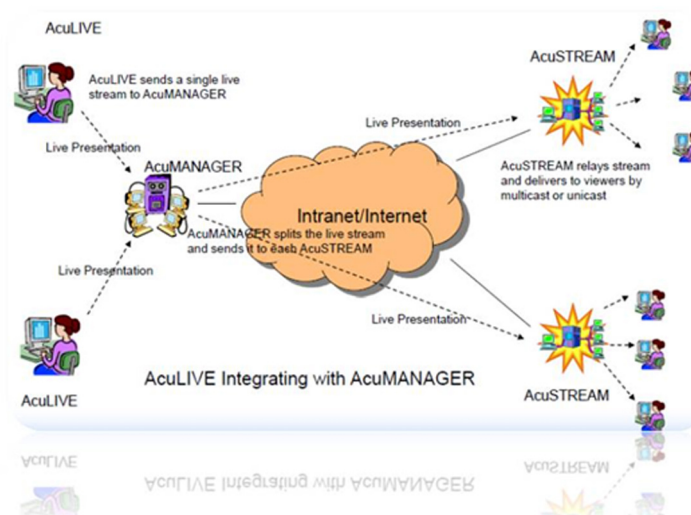 AcuLIVE
AcuLIVE sends a single live
stream to AcuMANAGER
Live Presentation
AcuMANAGER
Live Presentation
AcuSTREAM
AcuSTREAM relays stream
and delivers to viewers by
multicast or unicast
Intranet/Internet
AcuMANAGER splits the live stream
and sends it to each AcuSTREAM
Live Presentation
Live Presentation
AcuLIVE
AcuLIVE Integrating with AcuMANAGER
AcuSTREAM